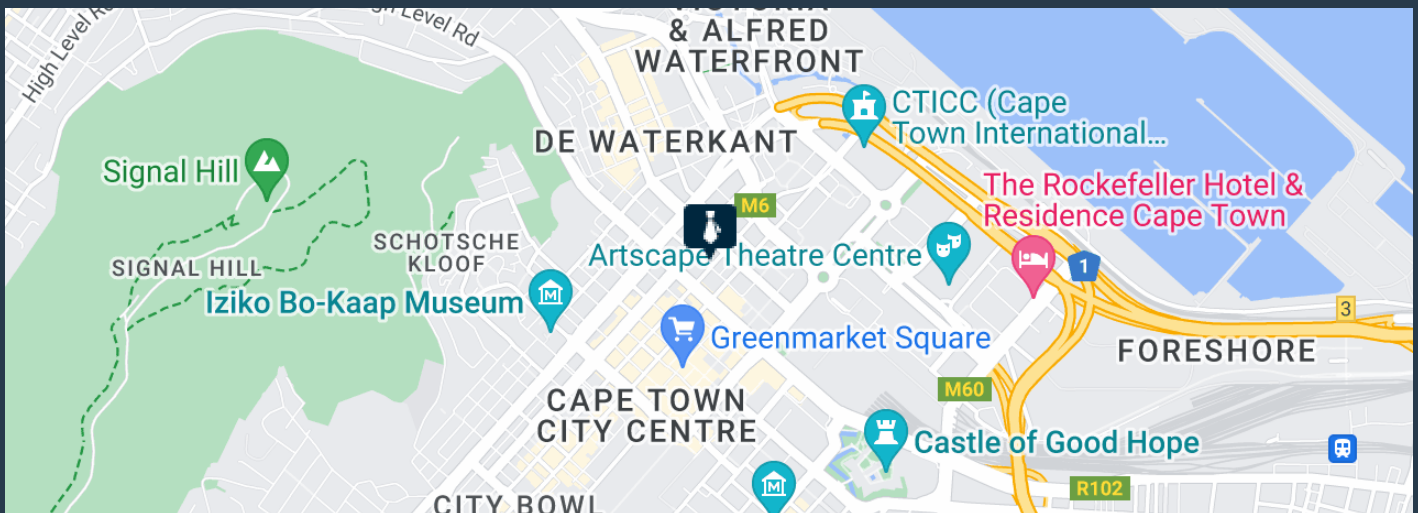 High Level Rd
High Level Rd
VICTORIA
& ALFRED
WATERFRONT
CTICC (Cape
Town International...
DE WATERKANT
Signal Hill
The Rockefeller Hotel &
Residence Cape Town
M6
SCHOTSCHE
KLOOF
Artscape Theatre Centre
SIGNAL HILL
1
Iziko Bo-Kaap Museum
M
3
Greenmarket Square
FORESHORE
M60
CAPE TOWN
CITY CENTRE
Castle of Good Hope
M
R102
CITY BOWL